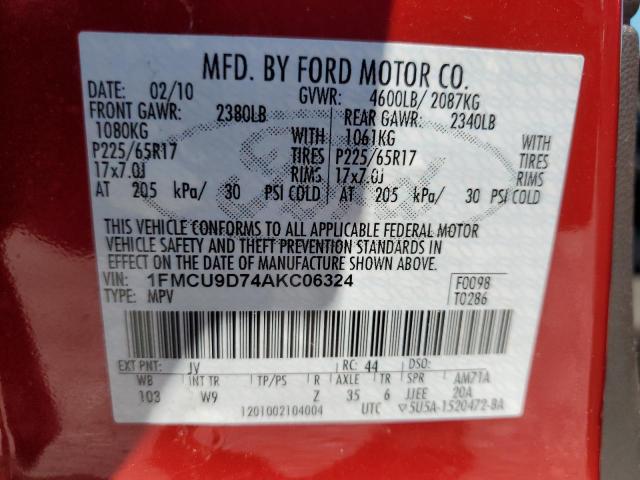 MFD. BY FORD MOTOR CO.
DATE: 02/10 GVWR: 4600LB/ 2087KG
FRONT GAWR: 2380LB REAR GAWR: 2340LB
1080KG WITH 1061KG WITH
P225/65R17 TIRES P225/65R17 TIRES
17x7.0J RIMS 17x7.0J RIMS
AT 205 kPa/ 30 PSI COLD AT 205 kPa/ 30 PSI COLD
THIS VEHICLE CONFORMS TO ALL APPLICABLE FEDERAL MOTOR
VEHICLE SAFETY AND THEFT PREVENTION STANDARDS IN
EFFECT ON THE DATE OF MANUFACTURE SHOWN ABOVE.
VIN: 1FMCU9D74AKC06324 F0098
TYPE: MPV T0286
EXT PNT: JV RC: 44 DSO:
WB INT TR TP/PS R AXLE TR SPR AM71A
103 W9 Z 35 6 JJEE 20A
1201002104004 UTC 5U5A-1520472-BA